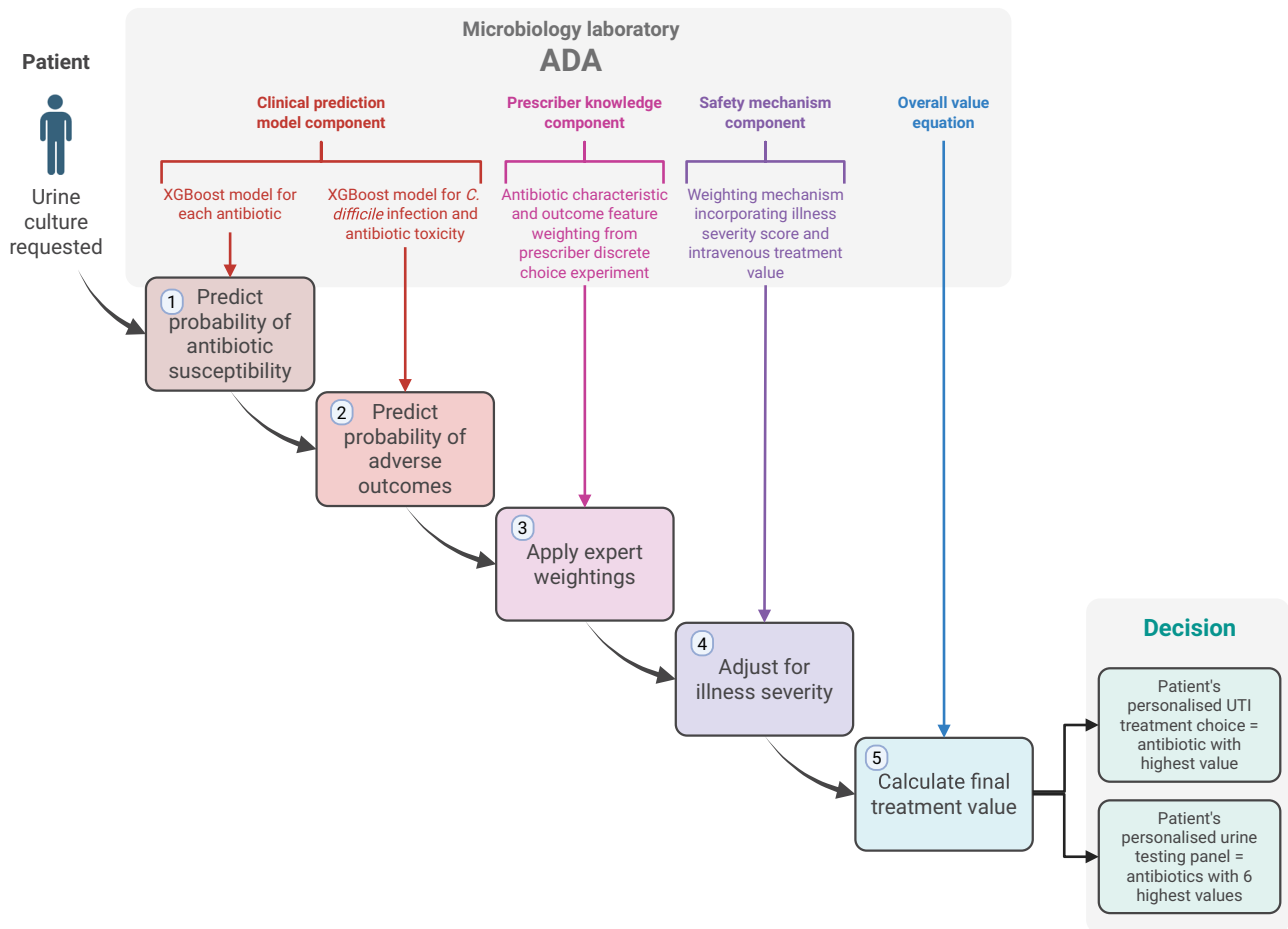 Microbiology laboratory
ADA
Patient
Urine
culture
requested
Clinical prediction
model component
XGBoost model for
each antibiotic
XGBoost model for C.
difficile infection and
antibiotic toxicity
Prescriber knowledge
component
Antibiotic characteristic
and outcome feature
weighting from
prescriber discrete
choice experiment
Safety mechanism
component
Weighting mechanism
incorporating illness
severity score and
intravenous treatment
value
Overall value
equation
1
Predict
probability of
antibiotic
susceptibility
2
Predict
probability of
adverse
outcomes
3
Apply expert
weightings
4
Adjust for
illness severity
5
Calculate final
treatment value
Decision
Patient's
personalised UTI
treatment choice =
antibiotic with
highest value
Patient's
personalised urine
testing panel =
antibiotics with 6
highest values